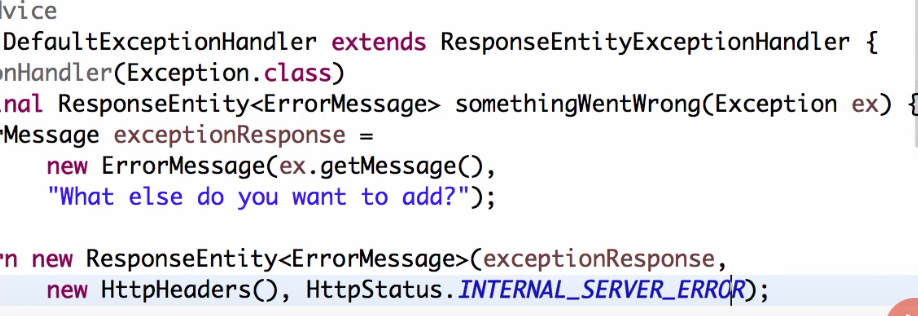 dvice
DefaultExceptionHandler extends ResponseEntityExceptionHandler {
onHandler(Exception.class)
inal ResponseEntity<ErrorMessage> somethingWentWrong(Exception ex) {
rMessage exceptionResponse =
new ErrorMessage(ex.getMessage(),
"What else do you want to add?");
rn new ResponseEntity<ErrorMessage>(exceptionResponse,
new HttpHeaders(), HttpStatus.INTERNAL_SERVER_ERROR);